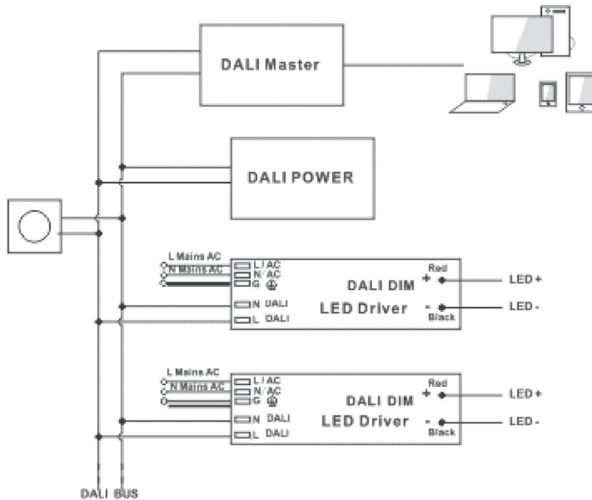 DALI Master
DALI POWER
L Mains AC
N Mains AC
L/AC
N/AC
G
N DALI
L DALI
DALI DIM
LED Driver
Red
+
-
Black
LED+
LED-
L Mains AC
N Mains AC
L/AC
N/AC
G
N DALI
L DALI
DALI DIM
LED Driver
Red
+
-
Black
LED+
LED-
DALI BUS